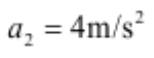 a₂ = 4m/s²